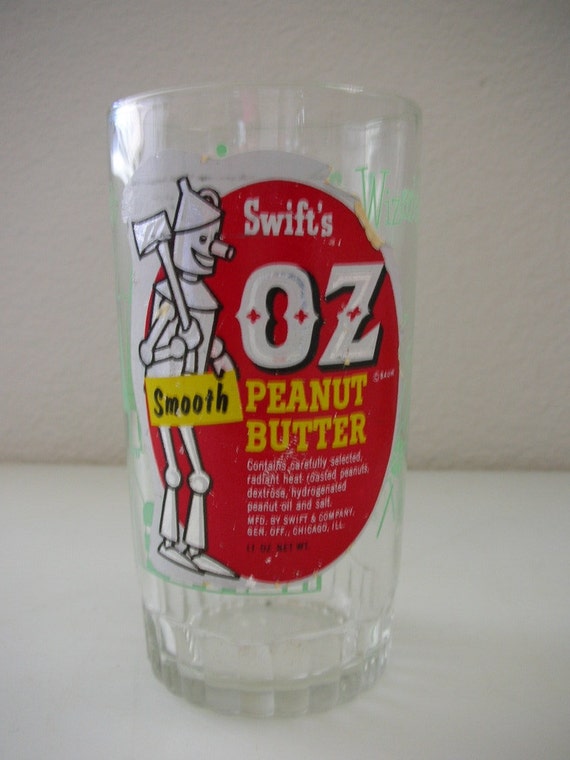 Swift's
OZ
Smooth
PEANUT
BUTTER
© BAUM
Contains carefully selected,
radiant heat roasted peanuts,
dextrose, hydrogenated
peanut oil and salt.
MFD. BY SWIFT & COMPANY,
GEN. OFF., CHICAGO, ILL.